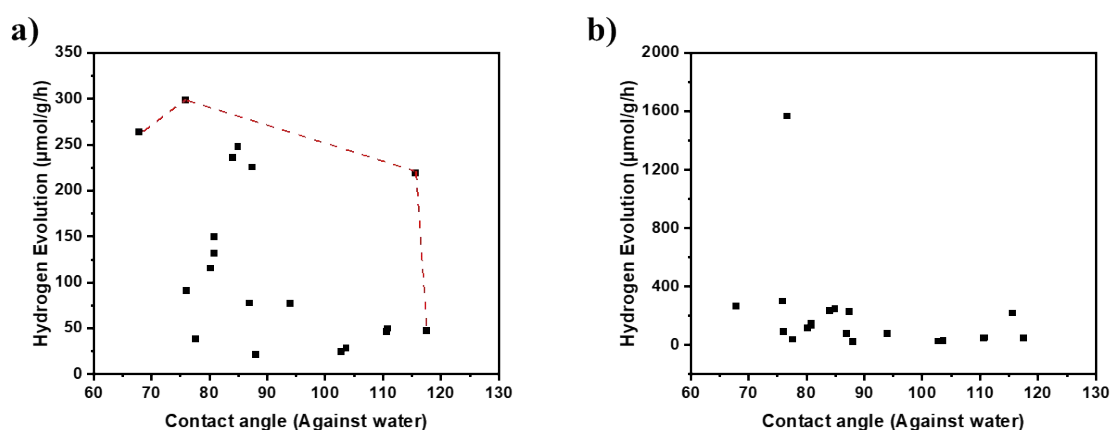 a)
350
300
250
200
150
100
50
0
60 70 80 90 100 110 120 130
Hydrogen Evolution (μmol/g/h)
Contact angle (Against water)
b)
2000
1600
1200
800
400
0
60 70 80 90 100 110 120 130
Hydrogen Evolution (μmol/g/h)
Contact angle (Against water)